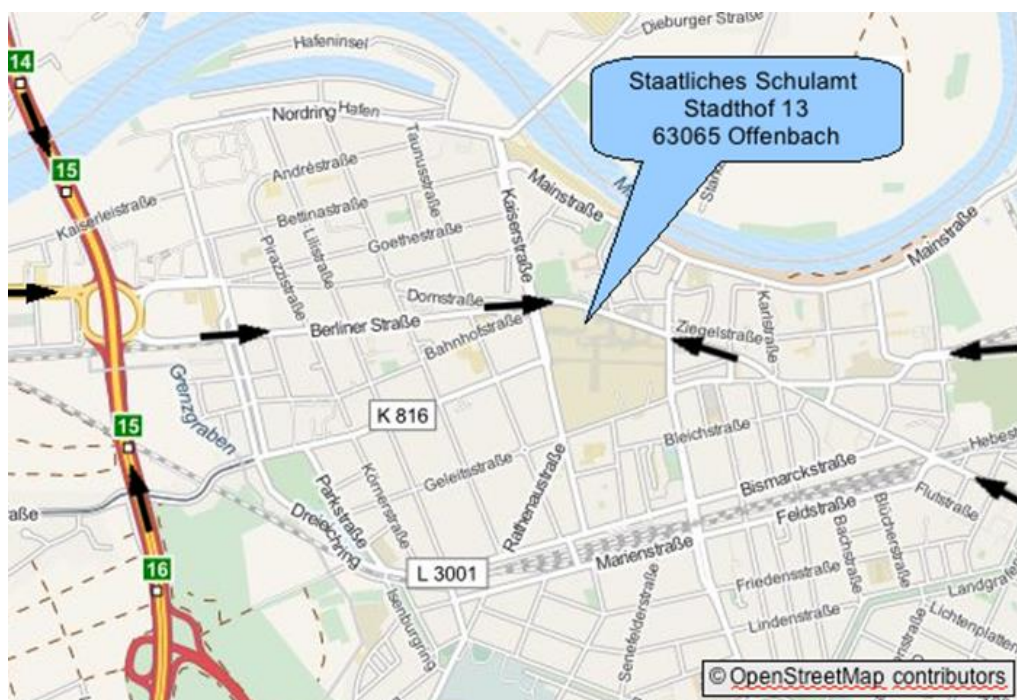 Dieburger Straße
Hafeninsel
14
Staatliches Schulamt
Stadthof 13
63065 Offenbach
Nordring
Hafen
15
Taunusstraße
Andréstraße
Mainstraße
Kaiserleistraße
Bettinastraße
Kaiserstraße
Goethestraße
Lilistraße
Pirazzistraße
Mainstraße
Domstraße
Karlstraße
Berliner Straße
Ziegelstraße
Bahnhofstraße
Grenzgraben
K 816
15
Bleichstraße
Geleitsstraße
Körnerstraße
Parkstraße
Rathenaustraße
Bismarckstraße
Dreieichring
Feldstraße
Flutstraße
Blücherstraße
Bachstraße
Marienstraße
16
L 3001
Friedensstraße
Isenburgring
Senefelderstraße
Lindenstraße
© OpenStreetMap contributors